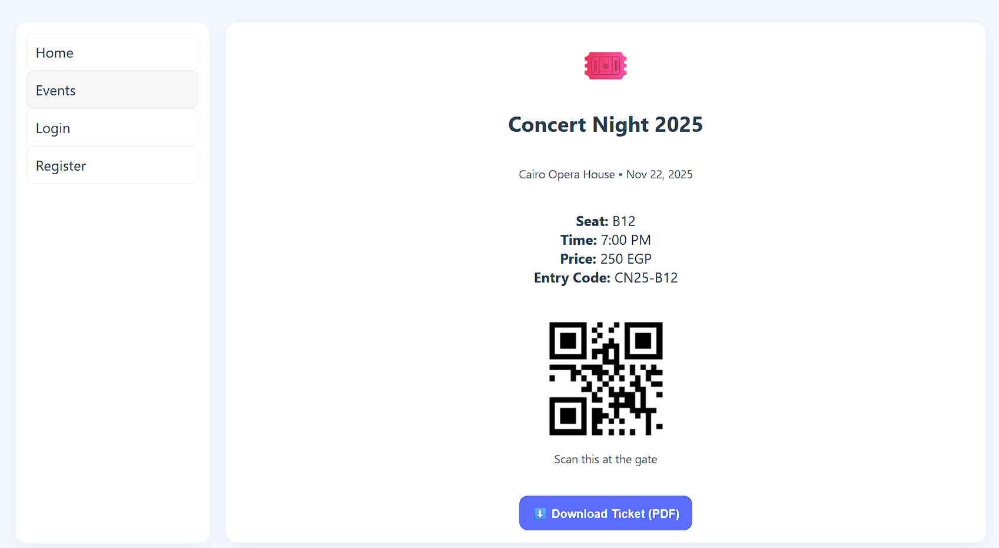 Home
Events
Login
Register
Concert Night 2025
Cairo Opera House • Nov 22, 2025
Seat: B12
Time: 7:00 PM
Price: 250 EGP
Entry Code: CN25-B12
Scan this at the gate
⬇️ Download Ticket (PDF)